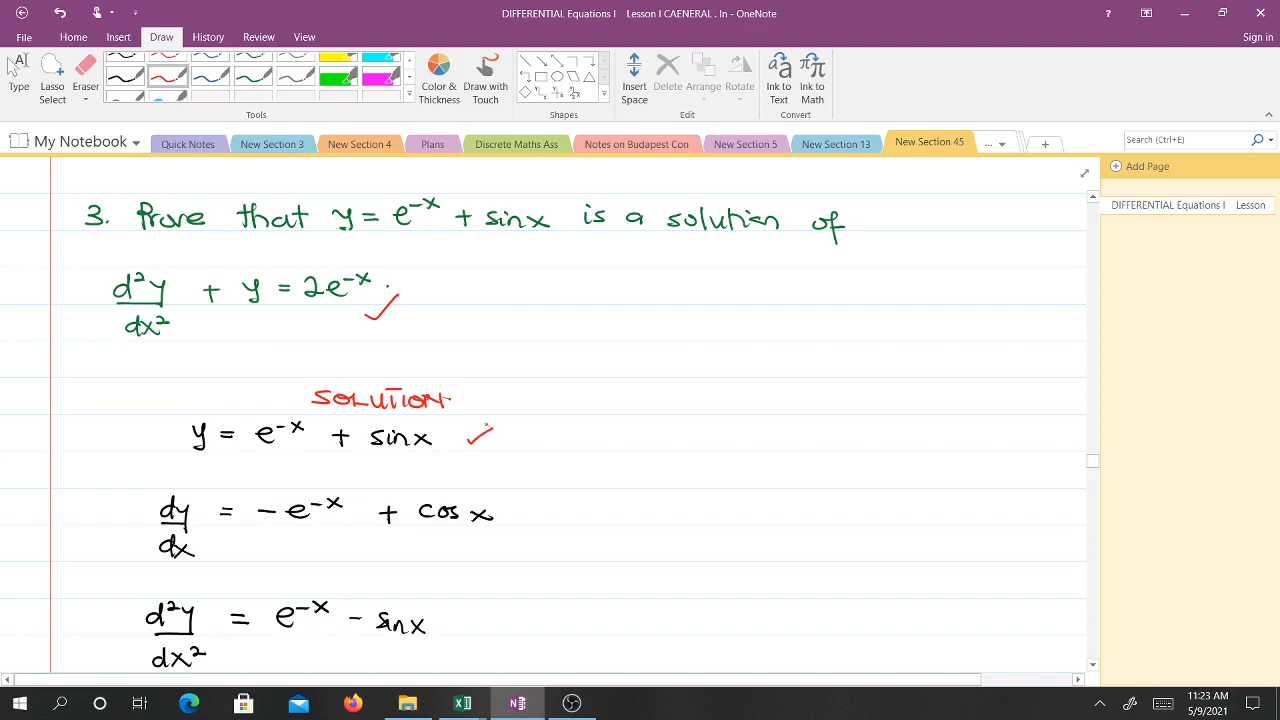 DIFFERENTIAL Equations I Lesson I CAENERAL . In - OneNote
File Home Insert Draw History Review View
Sign in
Type Lasso Select Eraser Color & Thickness Draw with Touch Insert Space Delete Arrange Rotate Ink to Text Ink to Math
Tools Shapes Edit Convert
My Notebook Quick Notes New Section 3 New Section 4 Plans Discrete Maths Ass Notes on Budapest Con New Section 5 New Section 13 New Section 45 ... + Search (Ctrl+E)
Add Page
DIFFERENTIAL Equations I Lesson
3. Prove that y = e⁻ˣ + sinx is a solution of
d²y/dx² + y = 2e⁻ˣ .
SOLUTION
y = e⁻ˣ + sinx
dy/dx = -e⁻ˣ + cos x
d²y/dx² = e⁻ˣ - sinx
11:23 AM
5/9/2021